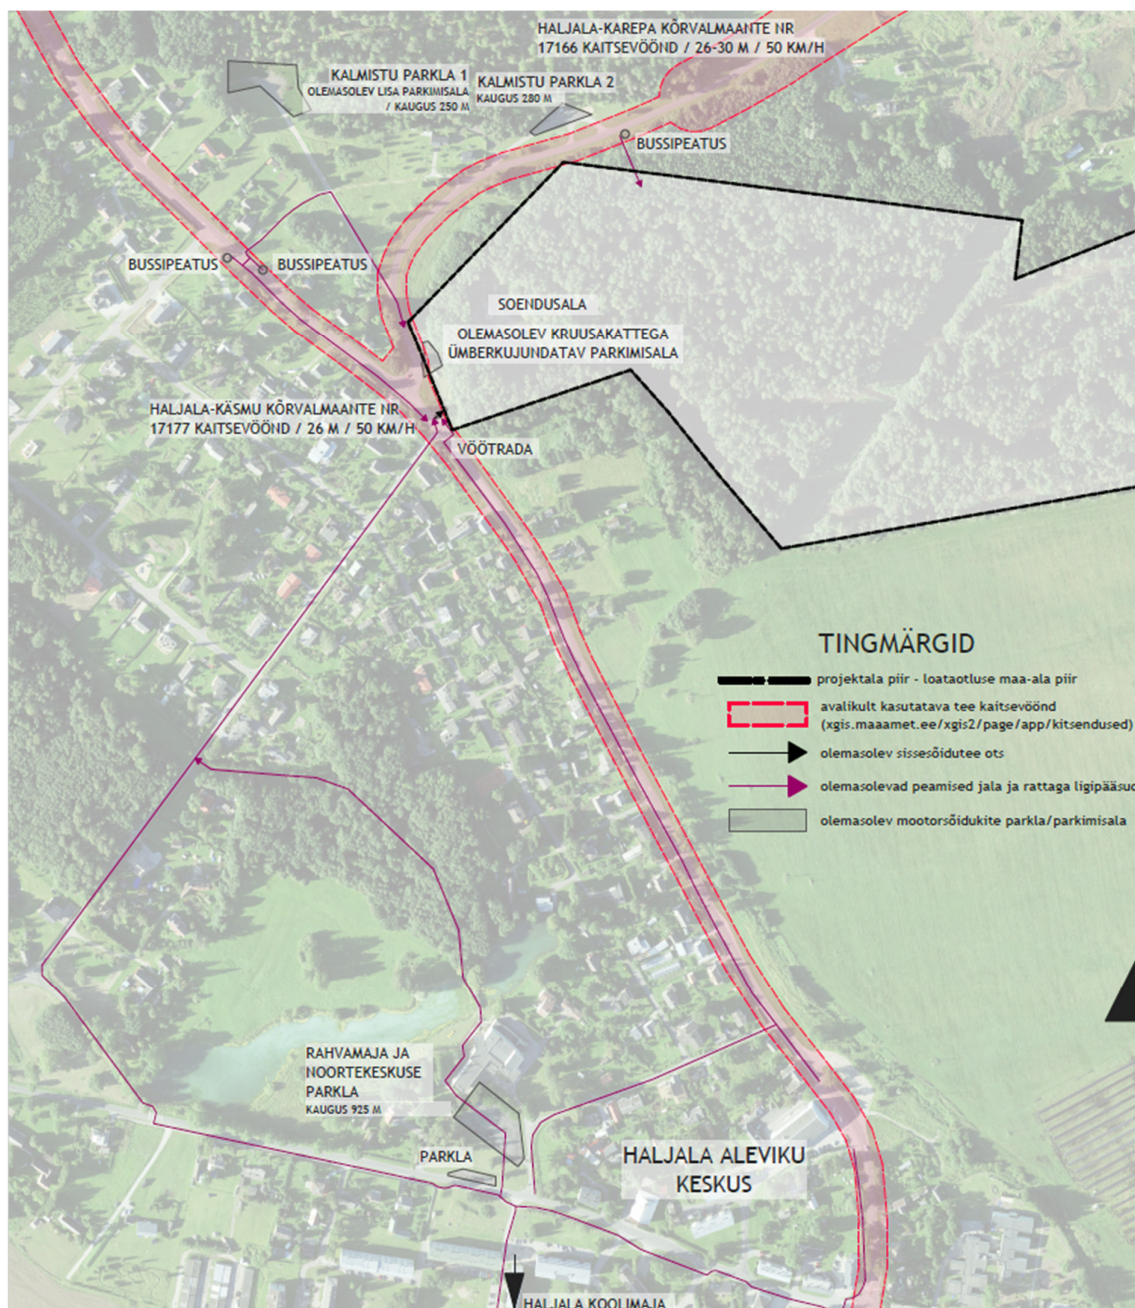 HALJALA-KAREPA KÕRVALMAANTE NR
17166 KAITSEVÖÖND / 26-30 M / 50 KM/H
KALMISTU PARKLA 1
OLEMASOLEV LISA PARKIMISALA
/ KAUGUS 250 M
KALMISTU PARKLA 2
KAUGUS 280 M
BUSSIPEATUS
BUSSIPEATUS
BUSSIPEATUS
SOENDUSALA
OLEMASOLEV KRUUSAKATTEGA
ÜMBERKUJUNDATAV PARKIMISALA
HALJALA-KÄSMU KÕRVALMAANTE NR
17177 KAITSEVÖÖND / 26 M / 50 KM/H
VÖÖTRADA
TINGMÄRGID
projektala piir - loataotluse maa-ala piir
avalikult kasutatava tee kaitsevöönd
(xgis.maaamet.ee/xgis2/page/app/kitsendused)
olemasolev sissesõidutee ots
olemasolevad peamised jala ja rattaga ligipääsud
olemasolev mootorsõidukite parkla/parkimisala
RAHVAMAJA JA
NOORTEKESKUSE
PARKLA
KAUGUS 925 M
PARKLA
HALJALA ALEVIKU
KESKUS
HALJALA KOOLIMAJA